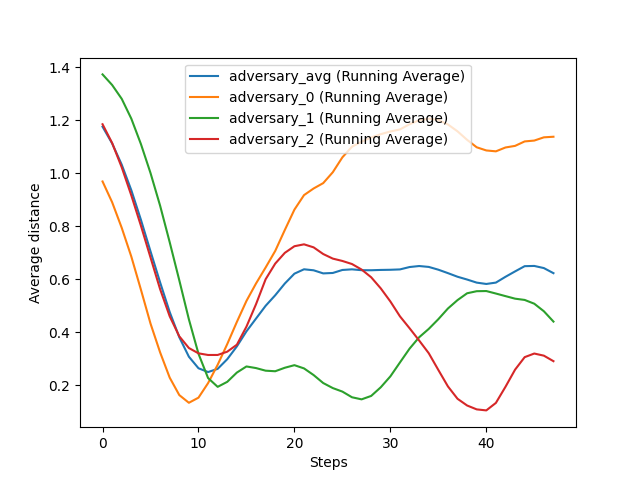 1.4
1.2
1.0
0.8
0.6
0.4
0.2
Average distance
adversary_avg (Running Average)
adversary_0 (Running Average)
adversary_1 (Running Average)
adversary_2 (Running Average)
0 10 20 30 40
Steps